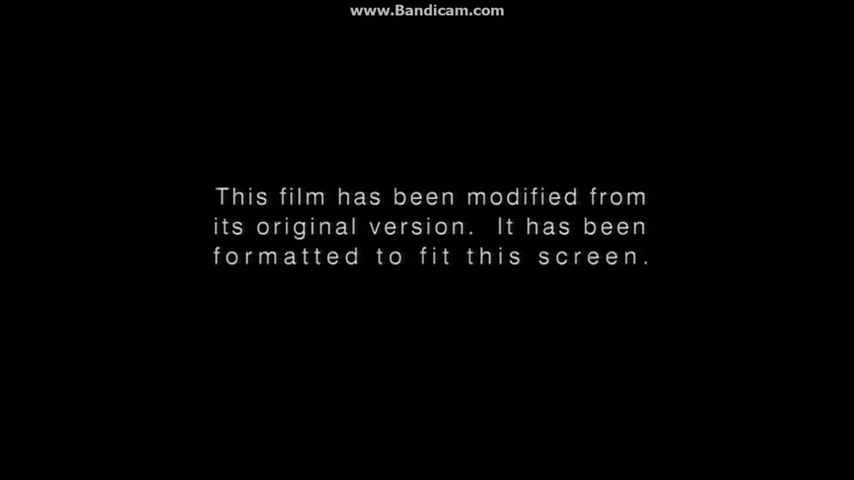 www.Bandicam.com
This film has been modified from
its original version. It has been
formatted to fit this screen.